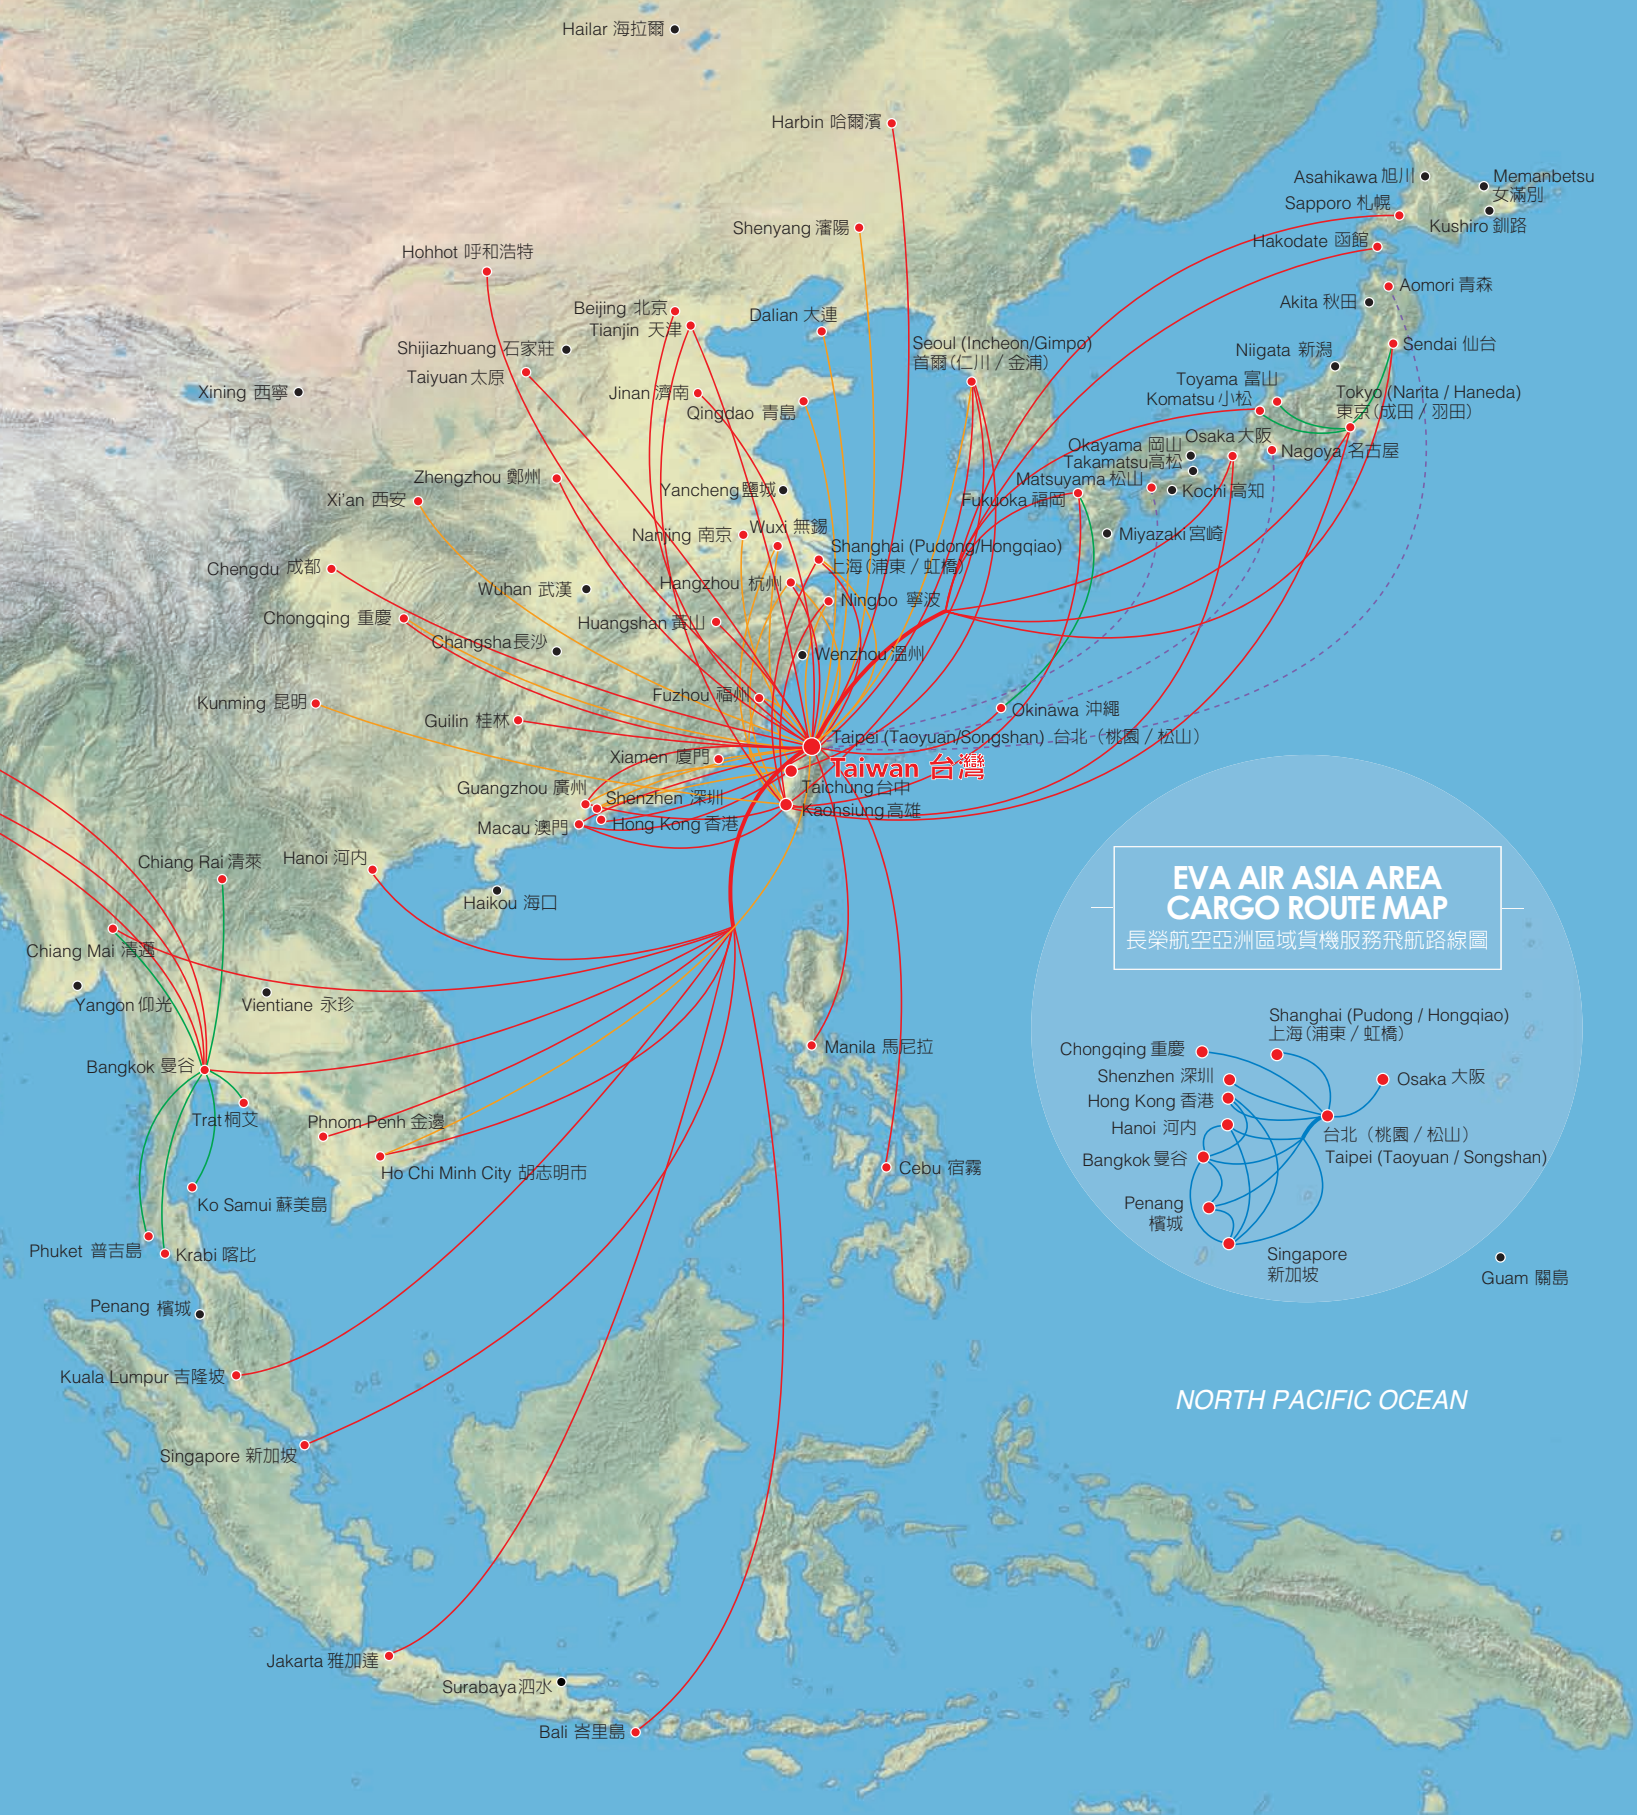 Hailar 海拉爾
Harbin 哈爾濱
Asahikawa 旭川
Memanbetsu
女滿別
Sapporo 札幌
Kushiro 釧路
Shenyang 瀋陽
Hakodate 函館
Hohhot 呼和浩特
Aomori 青森
Akita 秋田
Beijing 北京
Dalian 大連
Tianjin 天津
Seoul (Incheon/Gimpo)
首爾(仁川 / 金浦)
Sendai 仙台
Shijiazhuang 石家莊
Niigata 新潟
Taiyuan 太原
Toyama 富山
Xining 西寧
Jinan 濟南
Tokyo (Narita / Haneda)
東京(成田 / 羽田)
Komatsu 小松
Qingdao 青島
Okayama 岡山
Osaka 大阪
Nagoya 名古屋
Takamatsu 高松
Matsuyama 松山
Zhengzhou 鄭州
Yancheng 鹽城
Kochi 高知
Xi'an 西安
Fukuoka 福岡
Nanjing 南京
Wuxi 無錫
Miyazaki 宮崎
Shanghai (Pudong/Hongqiao)
上海(浦東 / 虹橋)
Chengdu 成都
Wuhan 武漢
Hangzhou 杭州
Ningbo 寧波
Chongqing 重慶
Huangshan 黃山
Changsha 長沙
Wenzhou 溫州
Kunming 昆明
Fuzhou 福州
Guilin 桂林
Okinawa 沖繩
Taipei (Taoyuan/Songshan) 台北 (桃園 / 松山)
Xiamen 廈門
Taiwan 台灣
Guangzhou 廣州
Taichung 台中
Shenzhen 深圳
Kaohsiung 高雄
Macau 澳門
Hong Kong 香港
Chiang Rai 清萊
Hanoi 河内
Haikou 海口
Chiang Mai 清邁
Yangon 仰光
Vientiane 永珍
Bangkok 曼谷
Manila 馬尼拉
Trat 桐艾
Phnom Penh 金邊
Ho Chi Minh City 胡志明市
Cebu 宿霧
Ko Samui 蘇美島
Phuket 普吉島
Krabi 喀比
Penang 檳城
Kuala Lumpur 吉隆坡
Singapore 新加坡
Jakarta 雅加達
Surabaya 泗水
Bali 峇里島
EVA AIR ASIA AREA
CARGO ROUTE MAP
長榮航空亞洲區域貨機服務飛航路線圖
Shanghai (Pudong / Hongqiao)
上海(浦東 / 虹橋)
Chongqing 重慶
Shenzhen 深圳
Osaka 大阪
Hong Kong 香港
Hanoi 河内
台北 (桃園 / 松山)
Taipei (Taoyuan / Songshan)
Bangkok 曼谷
Penang
檳城
Singapore
新加坡
Guam 關島
NORTH PACIFIC OCEAN